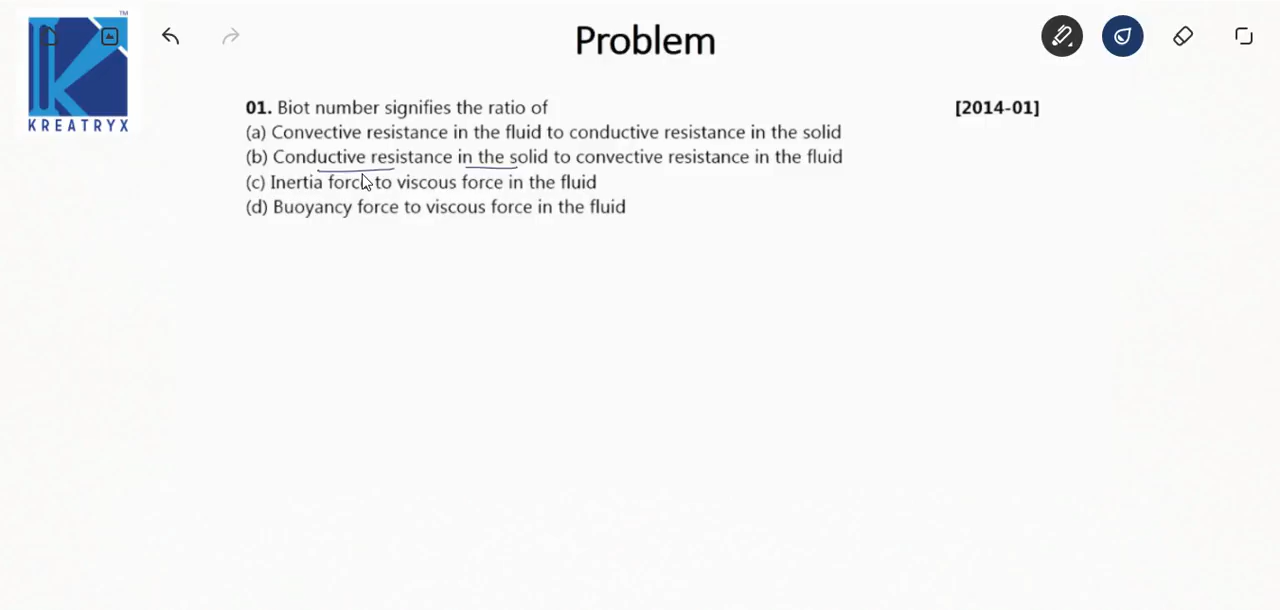 TM
KREATRYX
Problem
01. Biot number signifies the ratio of [2014-01]
(a) Convective resistance in the fluid to conductive resistance in the solid
(b) Conductive resistance in the solid to convective resistance in the fluid
(c) Inertia force to viscous force in the fluid
(d) Buoyancy force to viscous force in the fluid